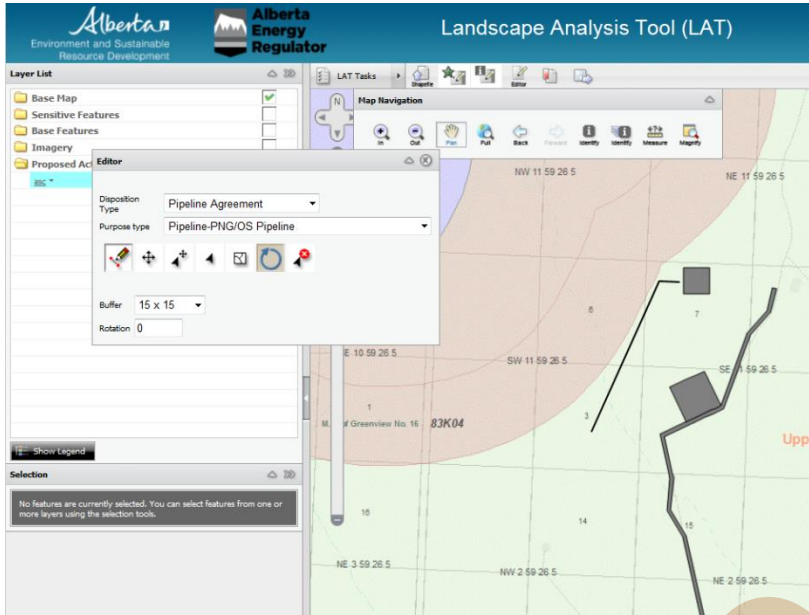 Alberta
Environment and Sustainable
Resource Development
Alberta
Energy
Regulator
Landscape Analysis Tool (LAT)
Layer List
Base Map
Sensitive Features
Base Features
Imagery
Proposed Act
LAT Tasks
Shapefile
Editor
Map Navigation
In
Out
Pan
Full
Back
Forward
Identify
Identify
Measure
Magnify
N
Editor
Disposition
Type
Pipeline Agreement
Purpose type
Pipeline-PNG/OS Pipeline
Buffer
15 x 15
Rotation
0
NW 11 59 26 5
NE 11 59 26 5
6
7
E 10 59 26 5
SW 11 59 26 5
SE 1 59 26 5
1
3
M. of Greenview No. 16
83K04
Upp
16
14
15
NE 3 59 26 5
NW 2 59 26 5
NE 2 59 26 5
Show Legend
Selection
No features are currently selected. You can select features from one or
more layers using the selection tools.